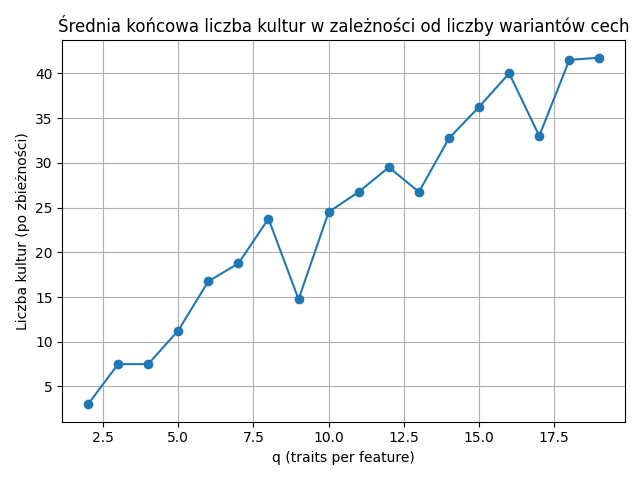 Średnia końcowa liczba kultur w zależności od liczby wariantów cech
Liczba kultur (po zbieżności)
40
35
30
25
20
15
10
5
2.5 5.0 7.5 10.0 12.5 15.0 17.5
q (traits per feature)